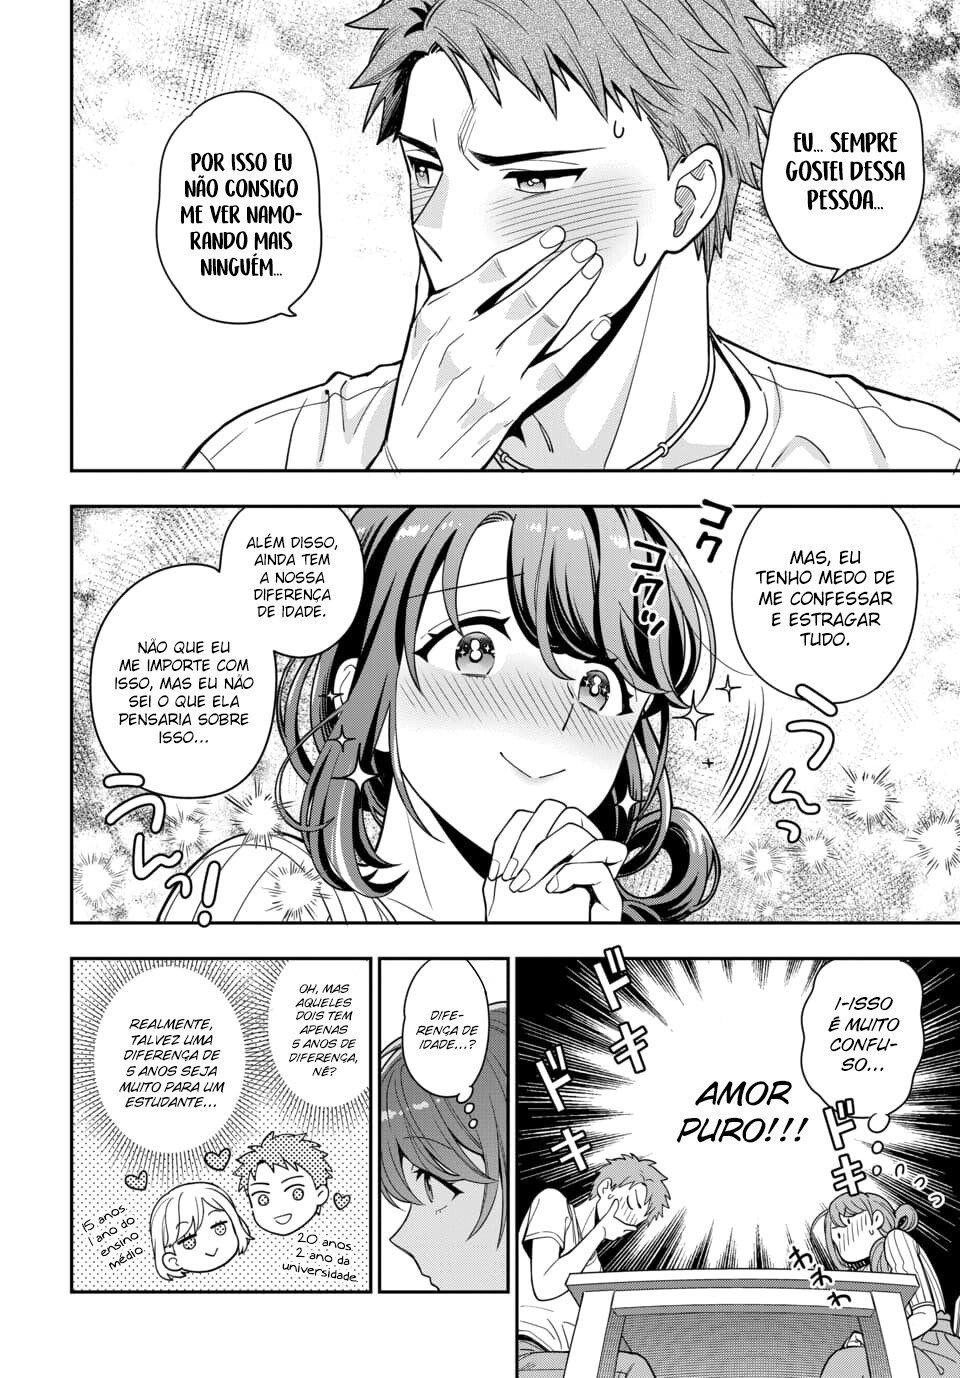 EU... SEMPRE
GOSTEI DESSA
PESSOA...
POR ISSO EU
NÃO CONSIGO
ME VER NAMO-
RANDO MAIS
NINGUÉM...
MAS, EU
TENHO MEDO DE
ME CONFESSAR
E ESTRAGAR
TUDO.
コクコクッ
ALÉM DISSO,
AINDA TEM
A NOSSA
DIFERENÇA
DE IDADE.
NÃO QUE EU
ME IMPORTE COM
ISSO, MAS EU NÃO
SEI O QUE ELA
PENSARIA SOBRE
ISSO...
うんっ
うんっ!
I-ISSO
É MUITO
CONFU-
SO...
AMOR
PURO!!!
ドキ
ドキ
ドキ
わわわ
DIFE-
RENÇA DE
IDADE...?
OH, MAS
AQUELES
DOIS TEM
APENAS
5 ANOS DE
DIFERENÇA,
NÉ?
REALMENTE,
TALVEZ UMA
DIFERENÇA DE
5 ANOS SEJA
MUITO PARA UM
ESTUDANTE...
20 anos.
2 ano da
universidade
15 anos.
1 ano do
ensino
médio.